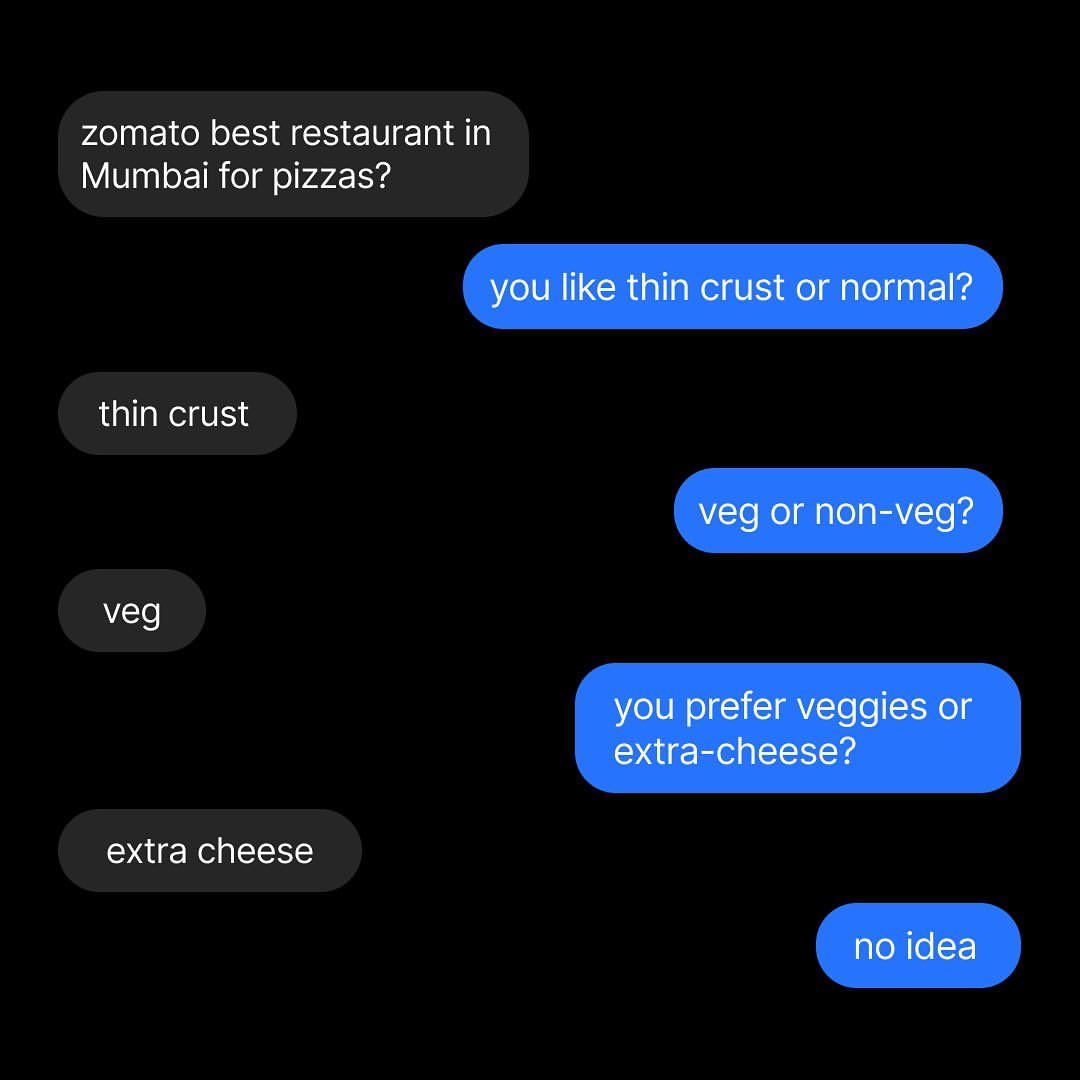 zomato best restaurant in
Mumbai for pizzas?
you like thin crust or normal?
thin crust
veg or non-veg?
veg
you prefer veggies or
extra-cheese?
extra cheese
no idea